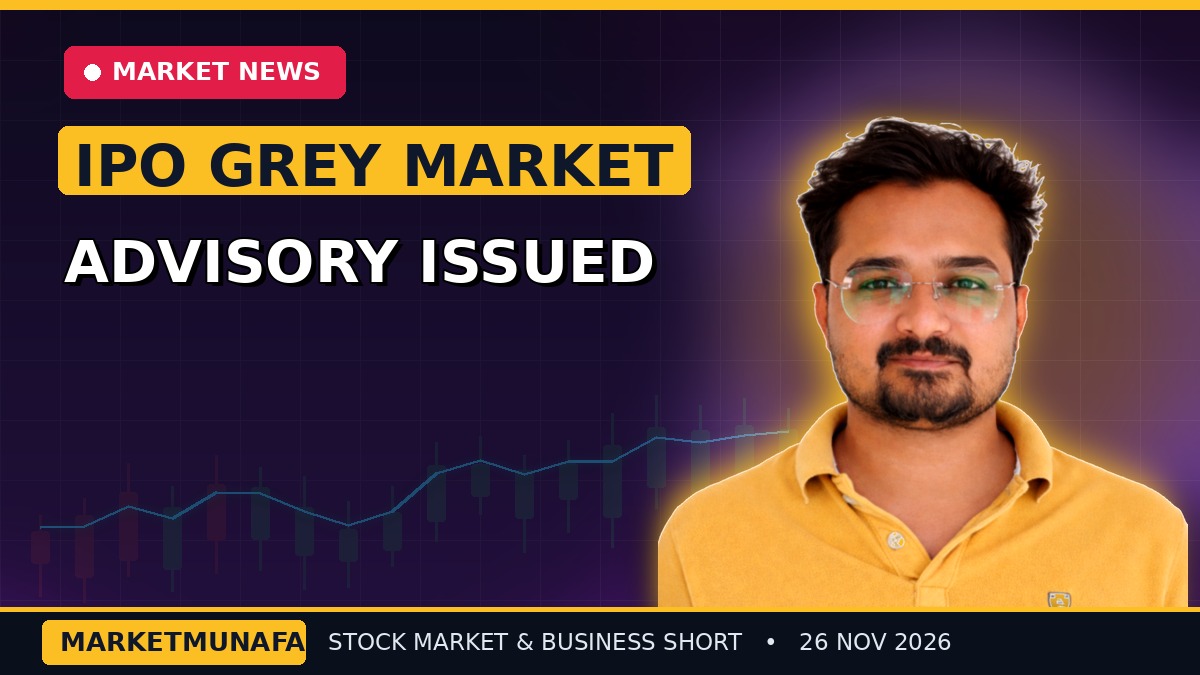 MARKET NEWS
IPO GREY MARKET
ADVISORY ISSUED
MARKETMUNAFA STOCK MARKET & BUSINESS SHORT • 26 NOV 2026